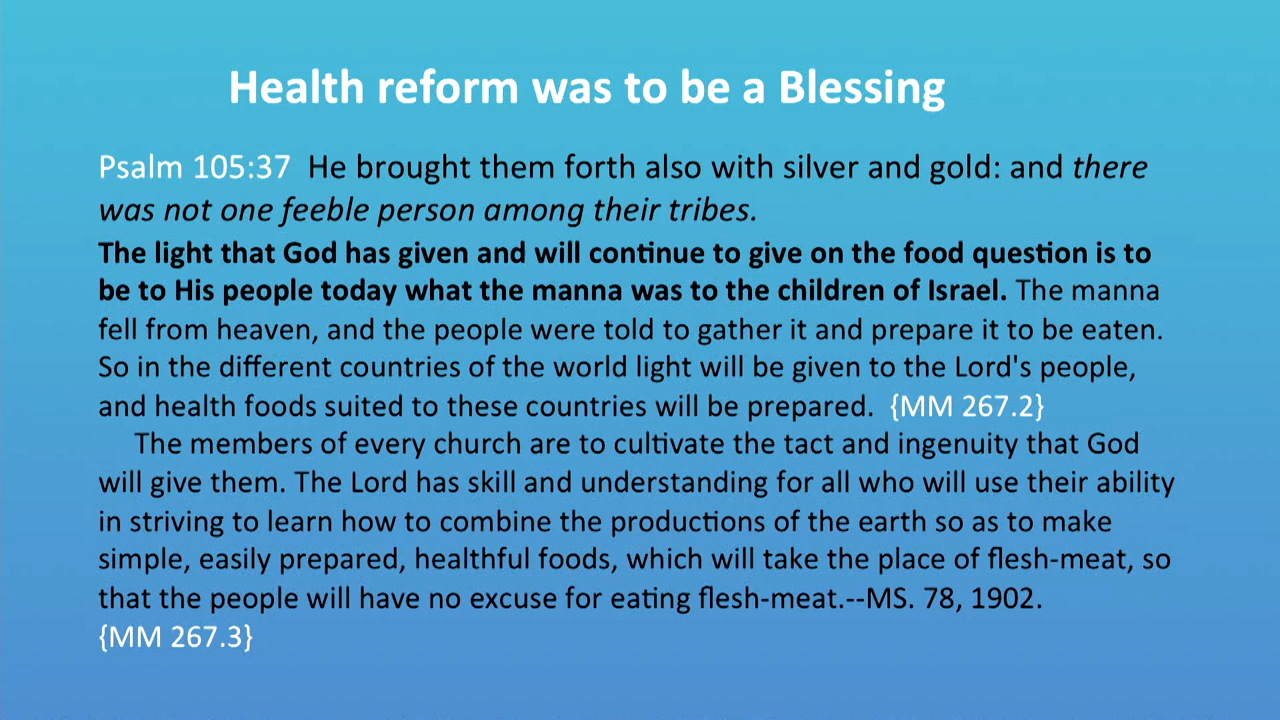 Health reform was to be a Blessing
Psalm 105:37  He brought them forth also with silver and gold: and there
was not one feeble person among their tribes.
The light that God has given and will continue to give on the food question is to
be to His people today what the manna was to the children of Israel. The manna
fell from heaven, and the people were told to gather it and prepare it to be eaten.
So in the different countries of the world light will be given to the Lord's people,
and health foods suited to these countries will be prepared.  {MM 267.2}
The members of every church are to cultivate the tact and ingenuity that God
will give them. The Lord has skill and understanding for all who will use their ability
in striving to learn how to combine the productions of the earth so as to make
simple, easily prepared, healthful foods, which will take the place of flesh-meat, so
that the people will have no excuse for eating flesh-meat.--MS. 78, 1902.
{MM 267.3}